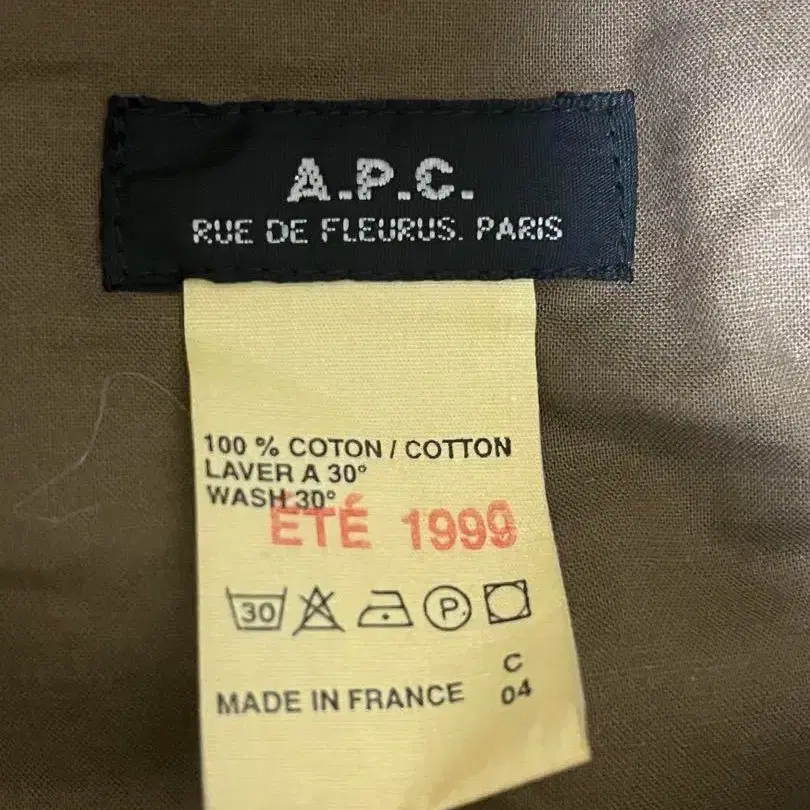 A.P.C.
RUE DE FLEURUS. PARIS
100 % COTON / COTTON
LAVER A 30°
WASH 30°
ÉTÉ 1999
30 P
MADE IN FRANCE
C
04